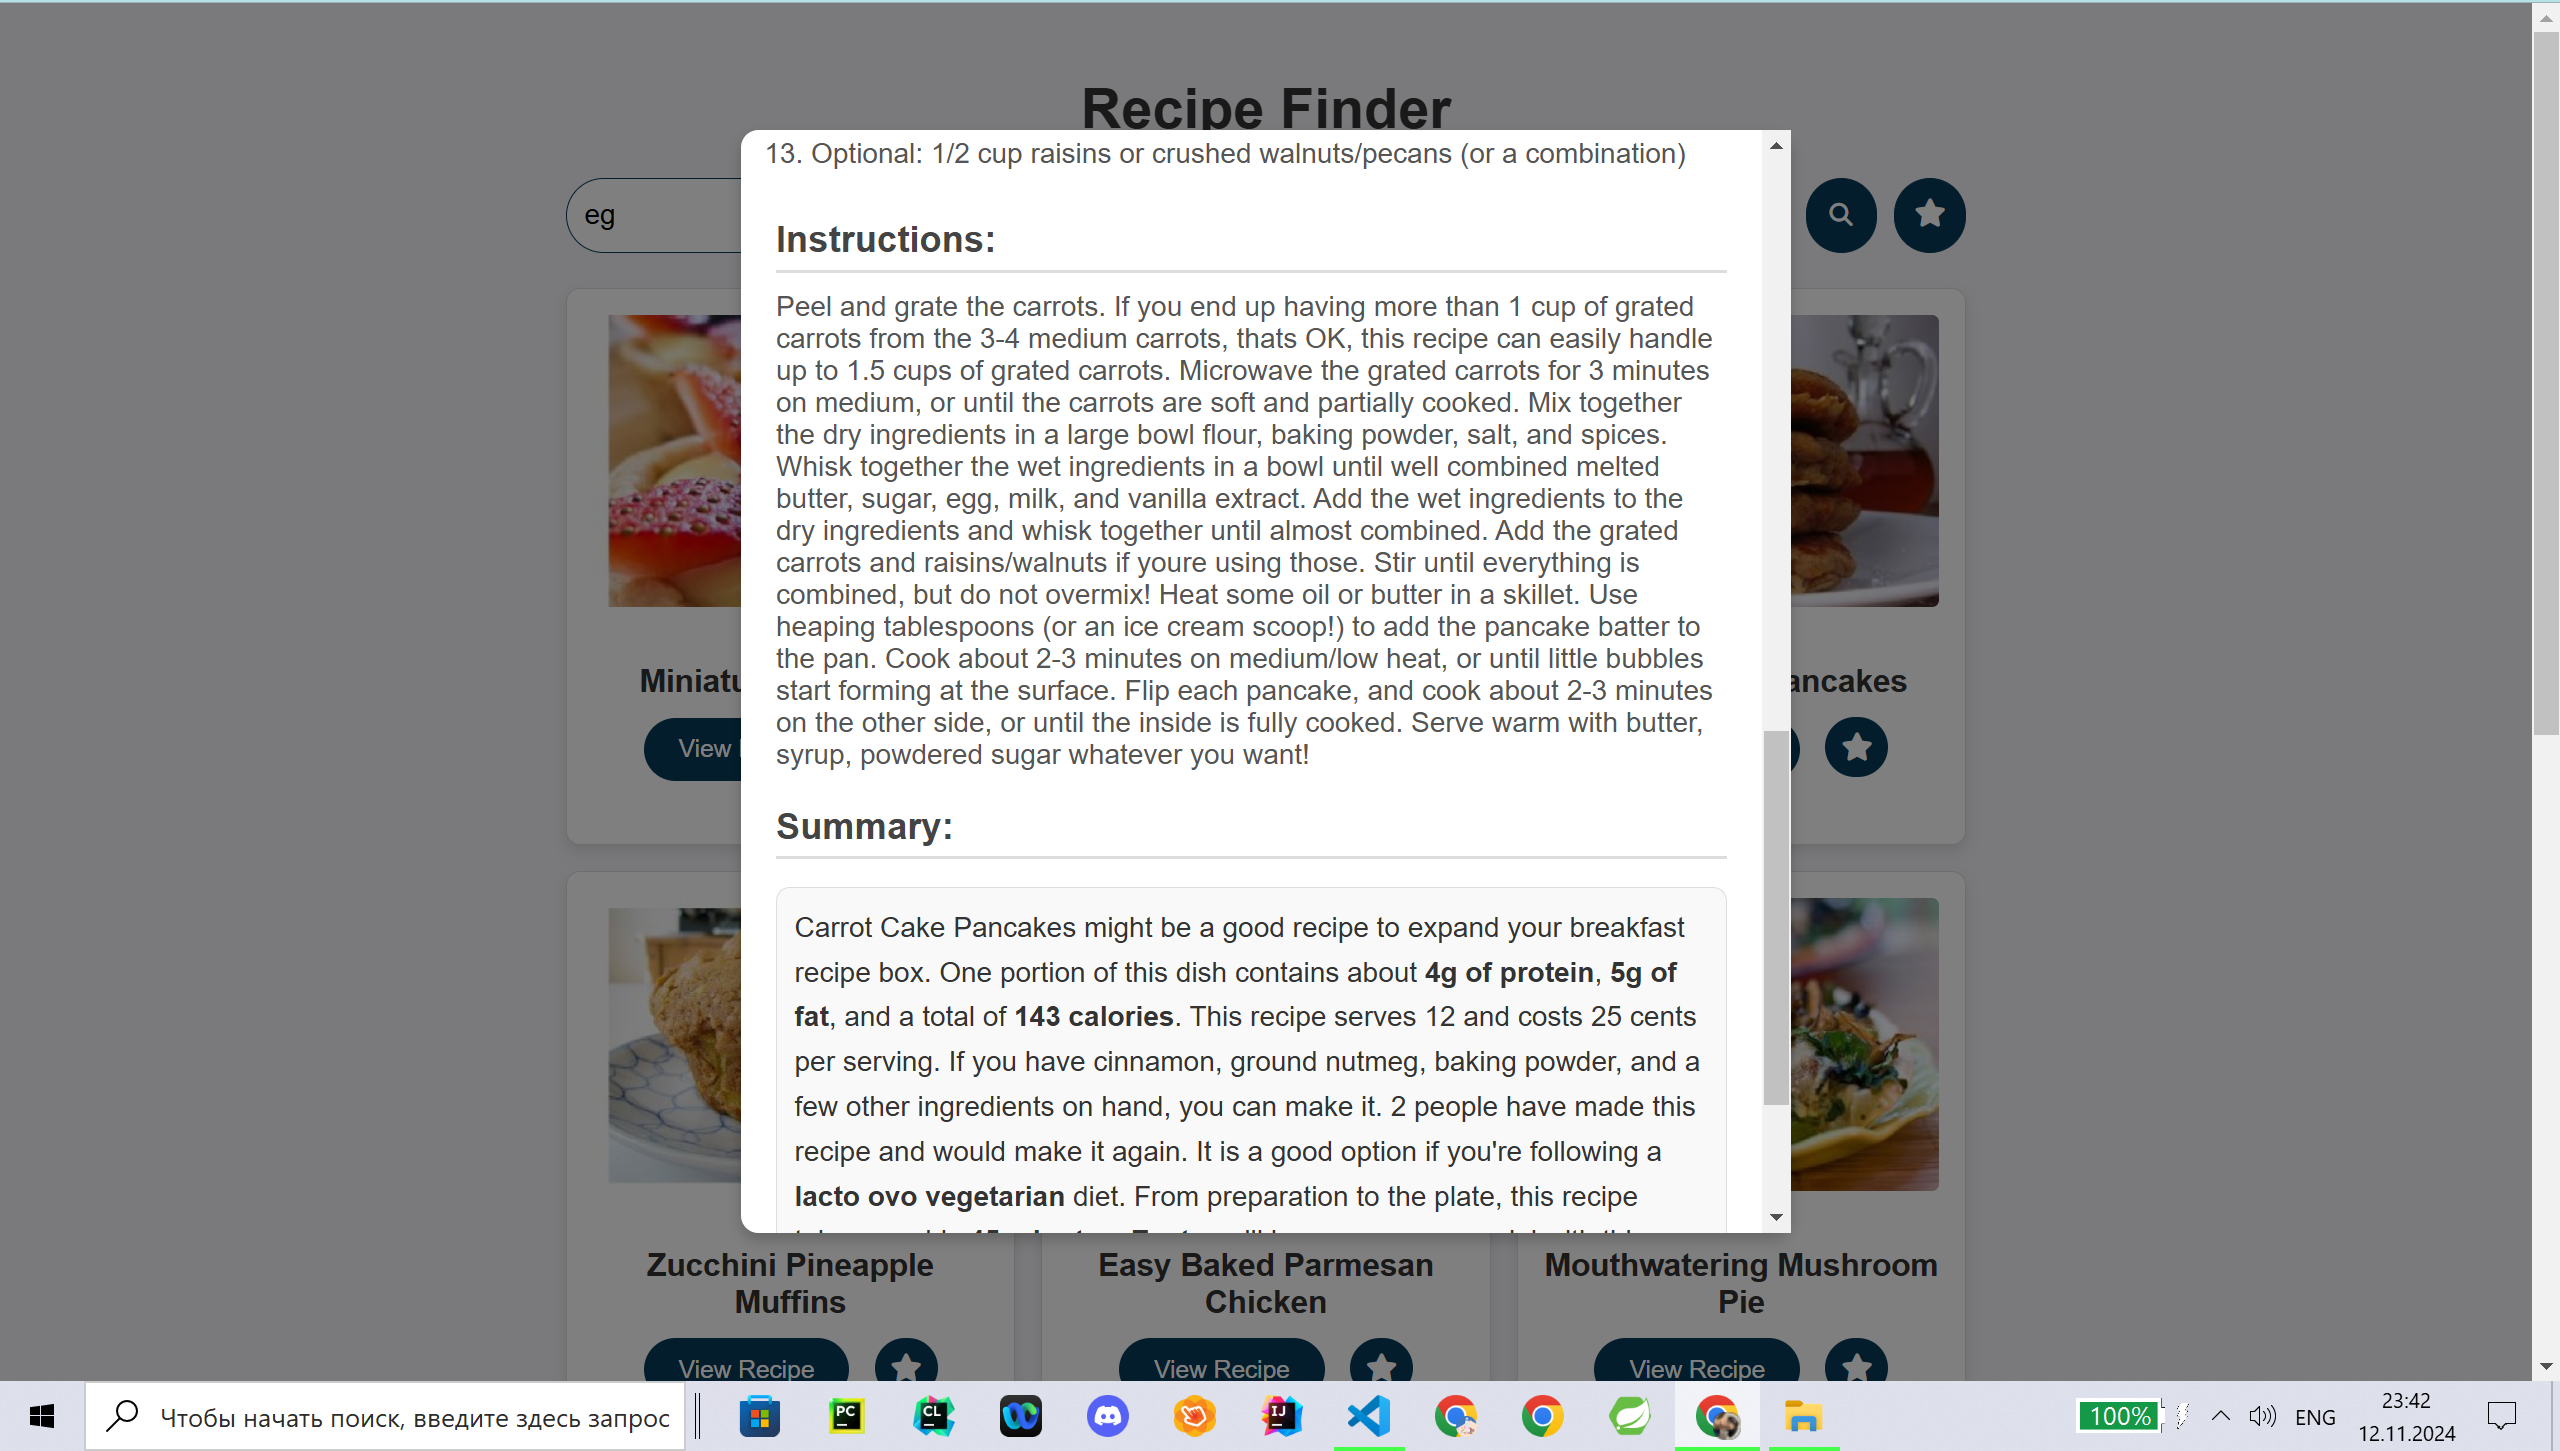 Recipe Finder
13. Optional: 1/2 cup raisins or crushed walnuts/pecans (or a combination)
eg
Instructions:
Peel and grate the carrots. If you end up having more than 1 cup of grated
carrots from the 3-4 medium carrots, thats OK, this recipe can easily handle
up to 1.5 cups of grated carrots. Microwave the grated carrots for 3 minutes
on medium, or until the carrots are soft and partially cooked. Mix together
the dry ingredients in a large bowl flour, baking powder, salt, and spices.
Whisk together the wet ingredients in a bowl until well combined melted
butter, sugar, egg, milk, and vanilla extract. Add the wet ingredients to the
dry ingredients and whisk together until almost combined. Add the grated
carrots and raisins/walnuts if youre using those. Stir until everything is
combined, but do not overmix! Heat some oil or butter in a skillet. Use
heaping tablespoons (or an ice cream scoop!) to add the pancake batter to
the pan. Cook about 2-3 minutes on medium/low heat, or until little bubbles
start forming at the surface. Flip each pancake, and cook about 2-3 minutes
on the other side, or until the inside is fully cooked. Serve warm with butter,
syrup, powdered sugar whatever you want!
Miniatu
ancakes
View
Summary:
Carrot Cake Pancakes might be a good recipe to expand your breakfast
recipe box. One portion of this dish contains about 4g of protein, 5g of
fat, and a total of 143 calories. This recipe serves 12 and costs 25 cents
per serving. If you have cinnamon, ground nutmeg, baking powder, and a
few other ingredients on hand, you can make it. 2 people have made this
recipe and would make it again. It is a good option if you're following a
lacto ovo vegetarian diet. From preparation to the plate, this recipe
Zucchini Pineapple
Muffins
View Recipe
Easy Baked Parmesan
Chicken
View Recipe
Mouthwatering Mushroom
Pie
View Recipe
Чтобы начать поиск, введите здесь запрос
PC
CL
IJ
100%
ENG
23:42
12.11.2024